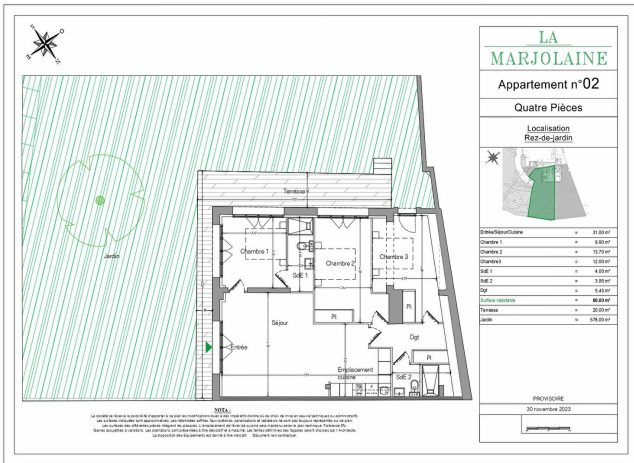 LA
MARJOLAINE
Appartement n°02
Quatre Pièces
Localisation
Rez-de-jardin
Entrée/Séjour/Cuisine = 31.00 m²
Chambre 1 = 9.90 m²
Chambre 2 = 13.70 m²
Chambre3 = 12.00 m²
SdE 1 = 4.00 m²
SdE 2 = 3.95 m²
Dgt = 5.45 m²
Surface Habitable = 80.00 m²
Terrasse = 20.00 m²
Jardin = 578.00 m²
PROVISOIRE
30 novembre 2023
O
S
N
E
Terrasse
Jardin
Chambre 1
SdE 1
Chambre 2
Chambre 3
Pl.
Pl.
Séjour
Entrée
Dgt
Pl.
Emplacement
cuisine
SdE 2
NOTA :